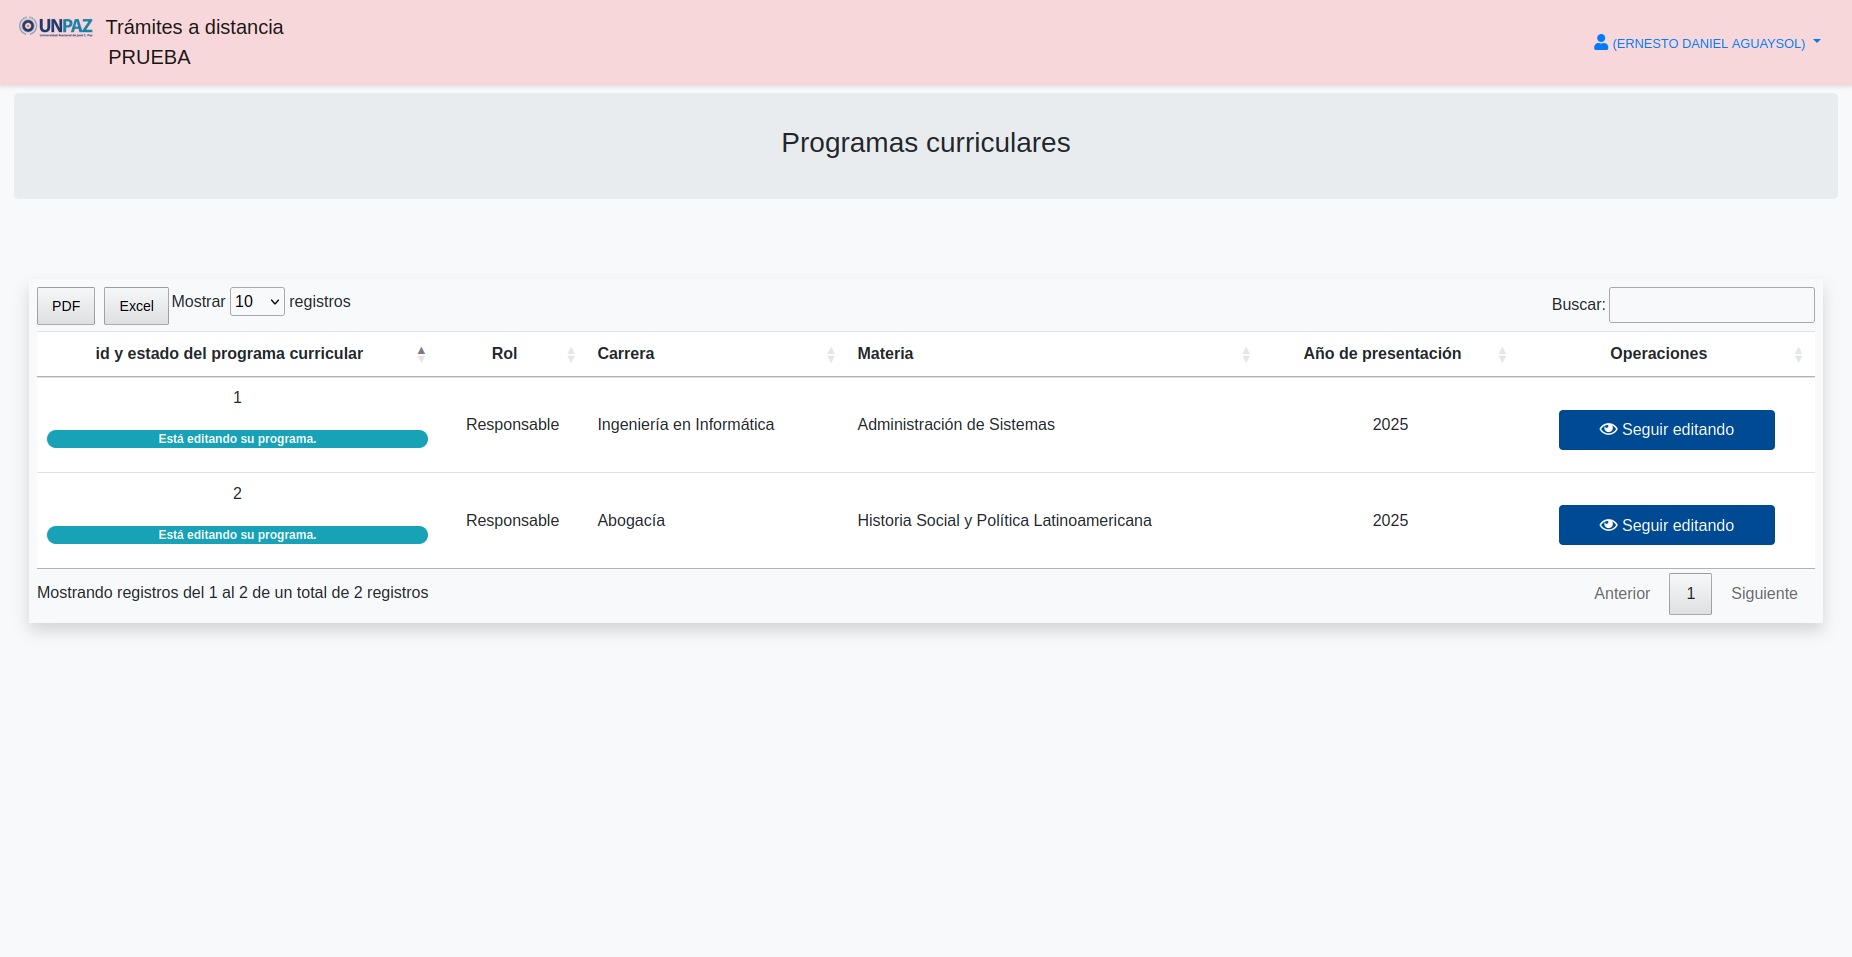 UNPAZ
Trámites a distancia
PRUEBA
(ERNESTO DANIEL AGUAYSOL)
Programas curriculares
PDF Excel Mostrar 10 registros Buscar:
id y estado del programa curricular Rol Carrera Materia Año de presentación Operaciones
1
Está editando su programa. Responsable Ingeniería en Informática Administración de Sistemas 2025 Seguir editando
2
Está editando su programa. Responsable Abogacía Historia Social y Política Latinoamericana 2025 Seguir editando
Mostrando registros del 1 al 2 de un total de 2 registros Anterior 1 Siguiente